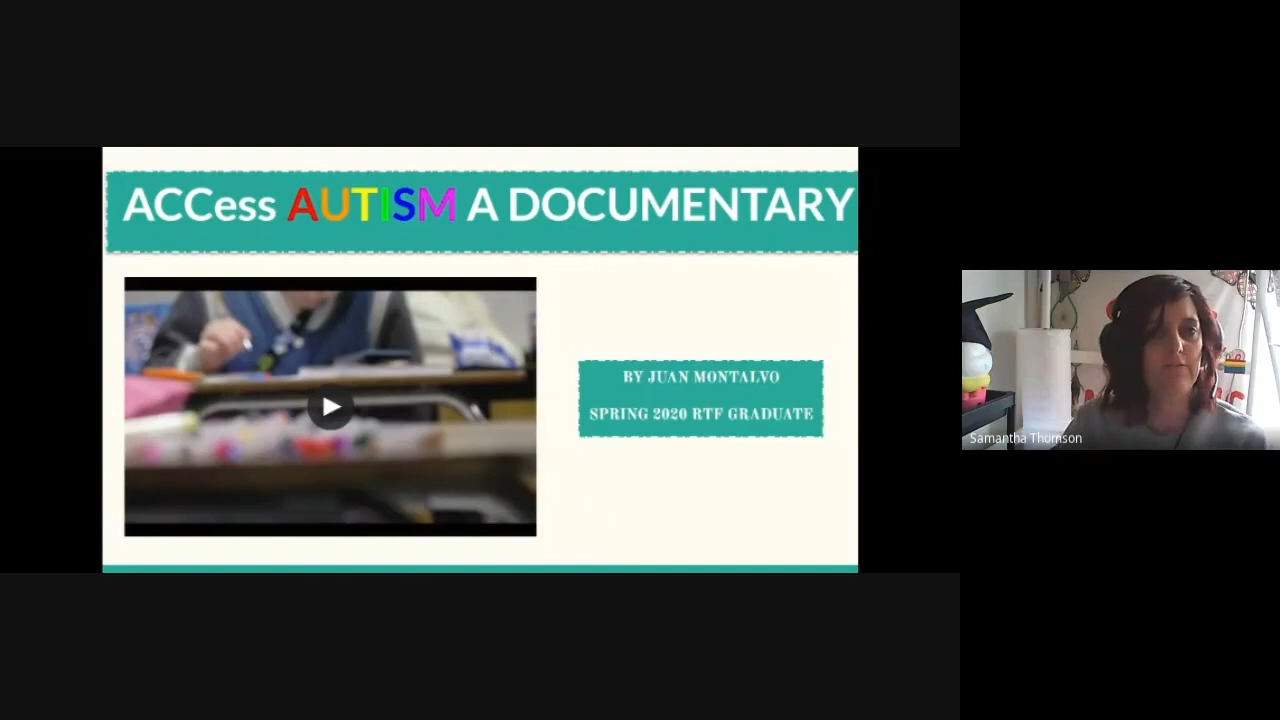 ACCess AUTISM A DOCUMENTARY
BY JUAN MONTALVO
SPRING 2020 RTF GRADUATE
Samantha Thomson